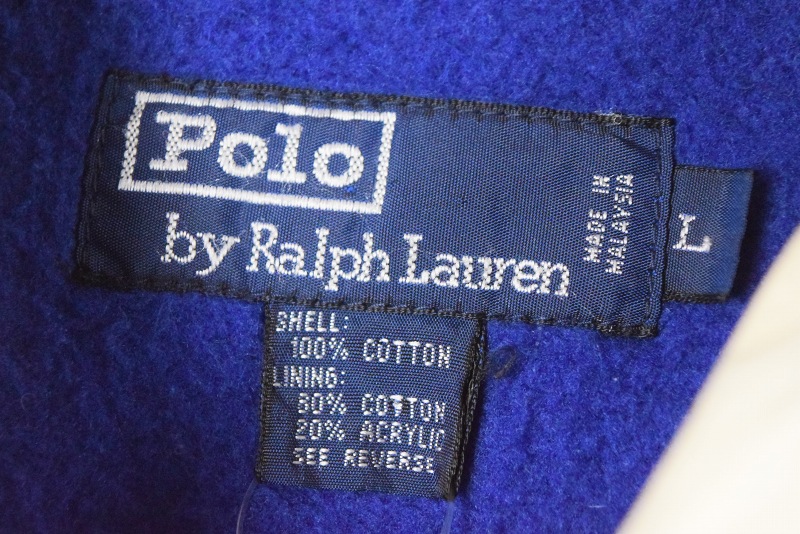 Polo
by Ralph Lauren
MADE IN
MALAYSIA
L
SHELL:
100% COTTON
LINING:
80% COTTON
20% ACRYLIC
SEE REVERSE